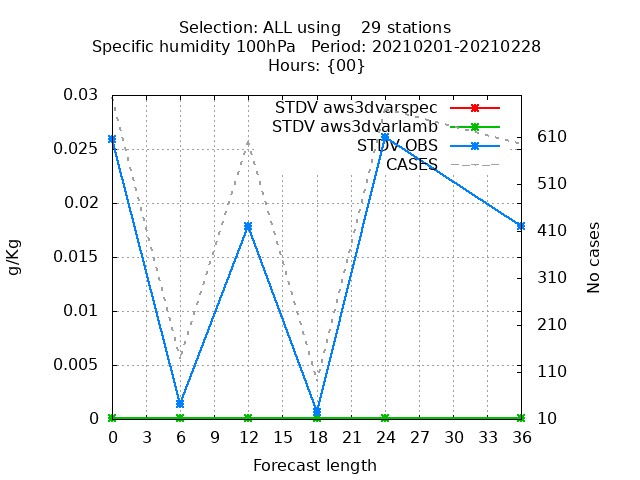 Selection: ALL using    29 stations
Specific humidity 100hPa   Period: 20210201-20210228
Hours: {00}
STDV aws3dvarspec
STDV aws3dvarlamb
STDV OBS
CASES
0.03
0.025
0.02
0.015
0.01
0.005
0
g/Kg
610
510
410
310
210
110
10
No cases
0 3 6 9 12 15 18 21 24 27 30 33 36
Forecast length